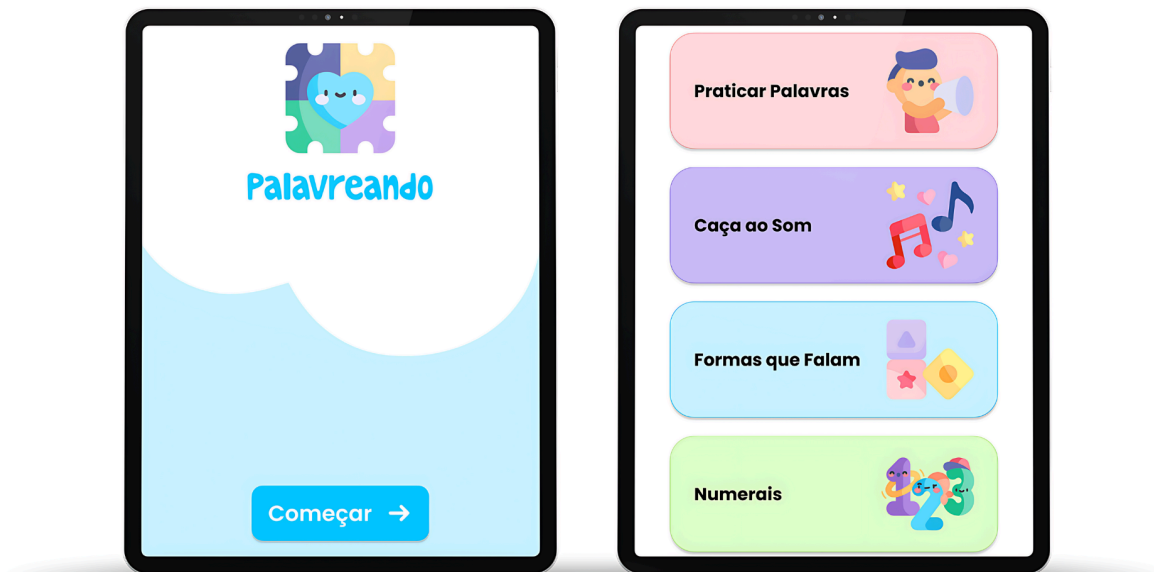 Palavreando
Começar
Praticar Palavras
Caça ao Som
Formas que Falam
Numerais